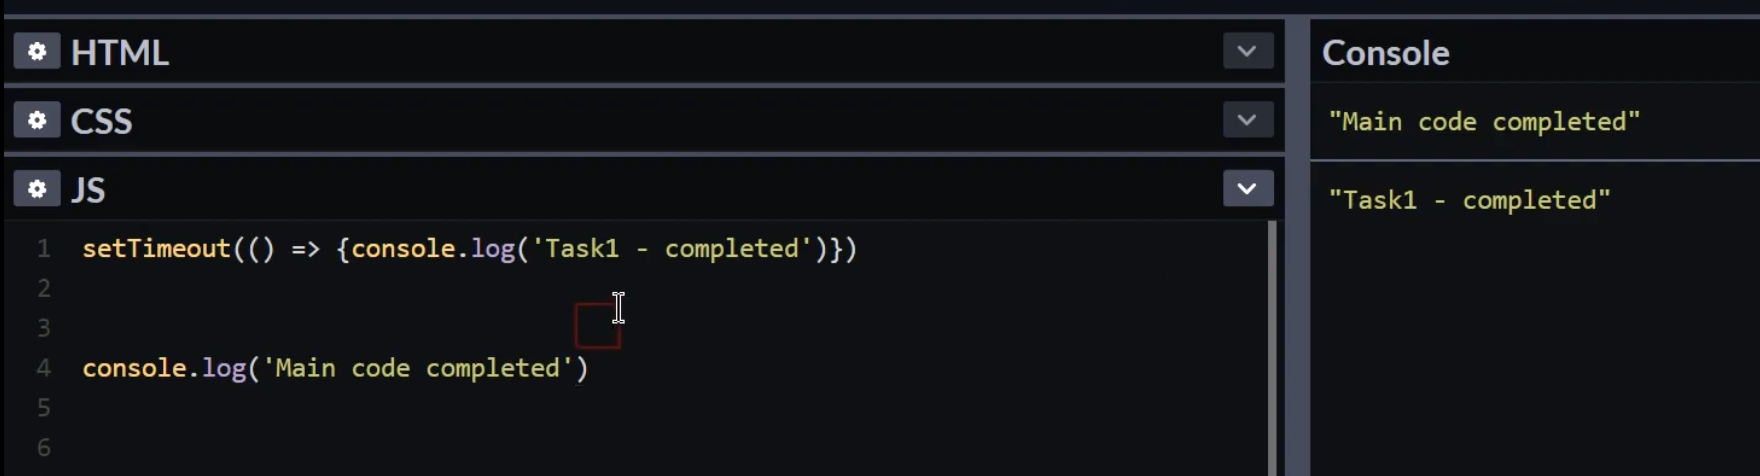 HTML
CSS
JS
1 setTimeout(() => {console.log('Task1 - completed')})
2
3
4 console.log('Main code completed')
5
6
Console
"Main code completed"
"Task1 - completed"